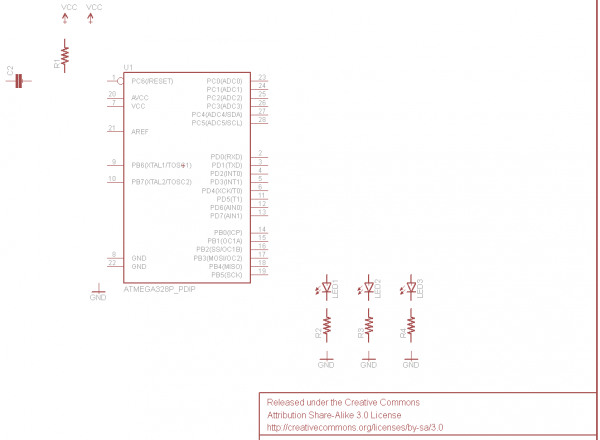 VCC VCC
R1
C2
U1
1 PC6(/RESET) PC0(ADC0) 23
PC1(ADC1) 24
20 AVCC PC2(ADC2) 25
7 VCC PC3(ADC3) 26
PC4(ADC4/SDA) 27
PC5(ADC5/SCL) 28
21 AREF
PD0(RXD) 2
9 PB6(XTAL1/TOSC1) PD1(TXD) 3
PD2(INT0) 4
10 PB7(XTAL2/TOSC2) PD3(INT1) 5
PD4(XCK/T0) 6
PD5(T1) 11
PD6(AIN0) 12
PD7(AIN1) 13
PB0(ICP) 14
PB1(OC1A) 15
PB2(SS/OC1B) 16
8 GND PB3(MOSI/OC2) 17
22 GND PB4(MISO) 18
PB5(SCK) 19
ATMEGA328P_PDIP
GND
LED1 LED2 LED3
R2 R3 R4
GND GND GND
Released under the Creative Commons
Attribution Share-Alike 3.0 License
http://creativecommons.org/licenses/by-sa/3.0